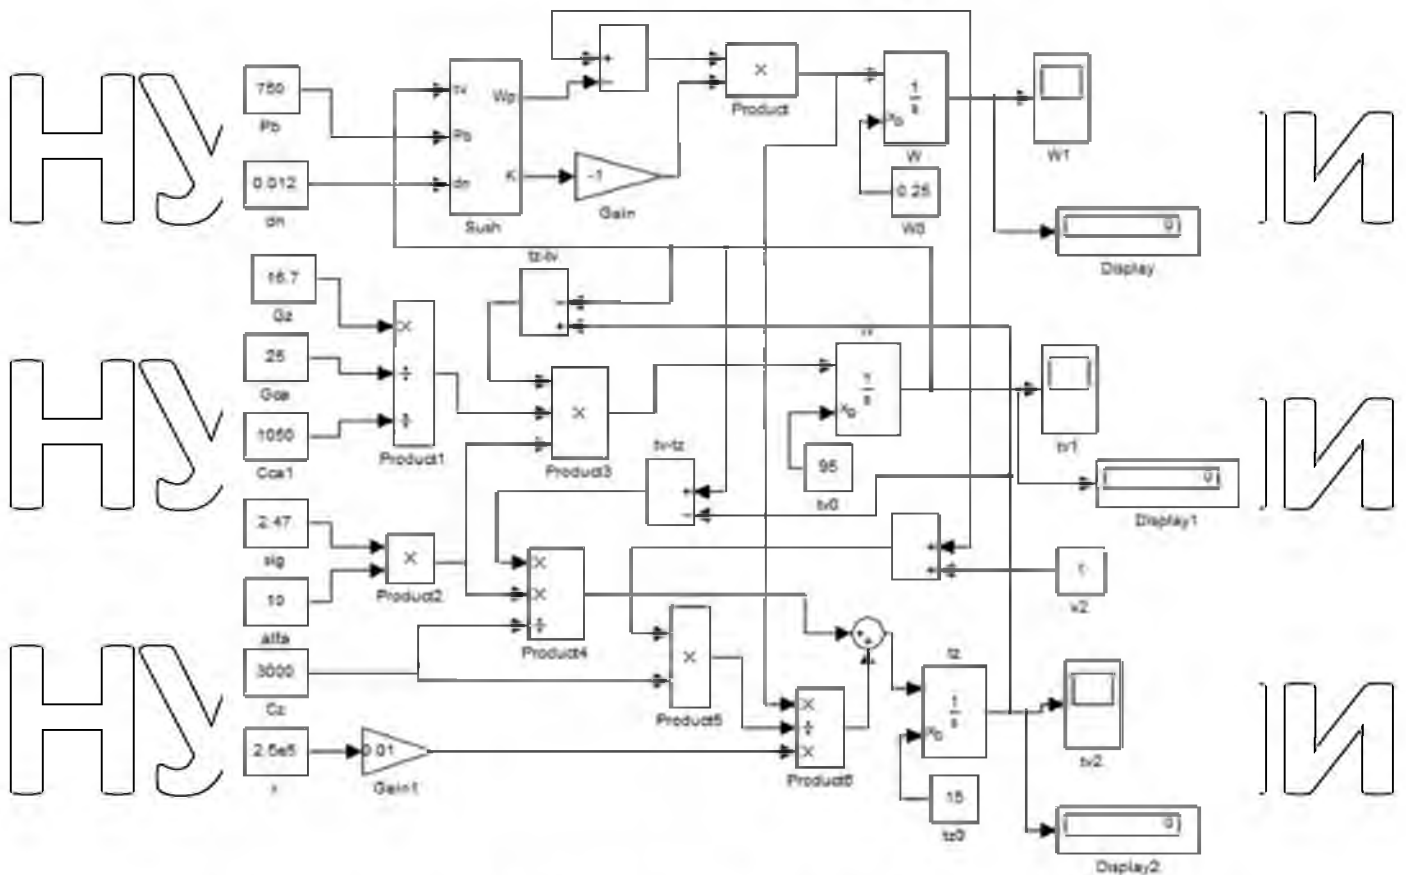 Ну
Ну
Ну
И
И
И
750
Pb
0.012
dn
tv
Pb
dn
Wp
K
Sush
+
−
-1
Gain
×
Product
1
s
xo
W
0.25
W0
W1
0
Display
16.7
Gz
25
Gca
1050
Cca1
×
÷
÷
Product1
tz-tv
−
+
×
Product3
tv
1
s
xo
95
tv0
tv1
0
Display1
2.47
sig
10
alfa
×
Product2
tv-tz
+
−
×
×
÷
Product4
+
+
1
v2
3000
Cz
×
Product5
2.5e5
r
0.01
Gain1
×
÷
×
Product6
+
+
tz
1
s
xo
15
tz0
tv2
0
Display2